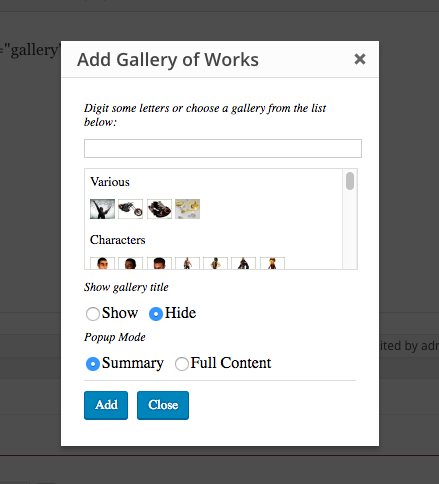 ="gallery"
Add Gallery of Works
Digit some letters or choose a gallery from the list
below:
Various
Characters
Show gallery title
Show Hide
Popup Mode
ited by adm
Summary Full Content
Add Close